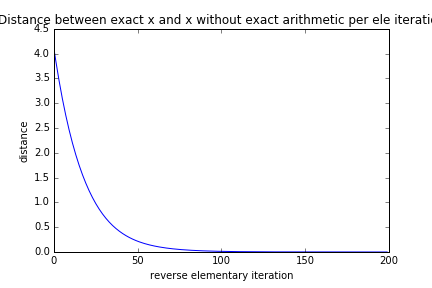 Distance between exact x and x without exact arithmetic per ele iteratio
4.5
4.0
3.5
3.0
2.5
2.0
1.5
1.0
0.5
0.0
distance
0 50 100 150 200
reverse elementary iteration